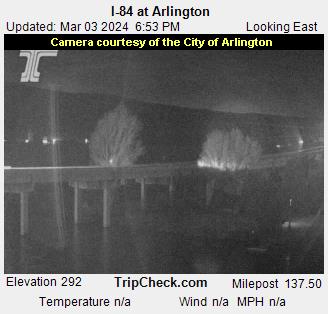 I-84 at Arlington
Updated: Mar 03 2024 6:53 PM Looking East
Camera courtesy of the City of Arlington
Elevation 292 TripCheck.com Milepost 137.50
Temperature n/a Wind n/a MPH n/a